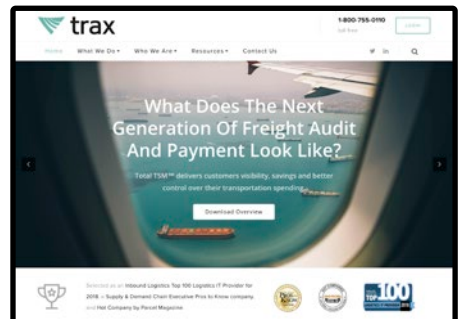 trax
1-800-755-0110
toll free
LOGIN
Home What We Do Who We Are Resources Contact Us
What Does The Next
Generation Of Freight Audit
And Payment Look Like?
Total TSM™ delivers customers visibility, savings and better
control over their transportation spending.
Download Overview
Selected as an Inbound Logistics Top 100 Logistics IT Provider for
2018, – Supply & Demand Chain Executive Pros to Know company,
and Hot Company by Parcel Magazine
TOP 100